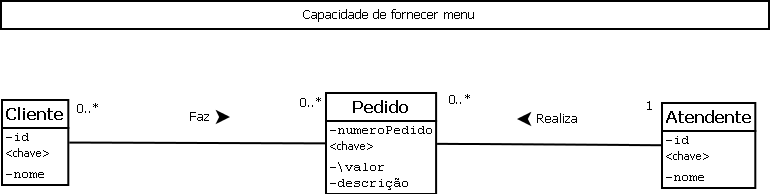 Capacidade de fornecer menu
Cliente
-id
<chave>
-nome
0..*
Faz
0..*
Pedido
-numeroPedido
<chave>
-\valor
-descrição
0..*
Realiza
1
Atendente
-id
<chave>
-nome